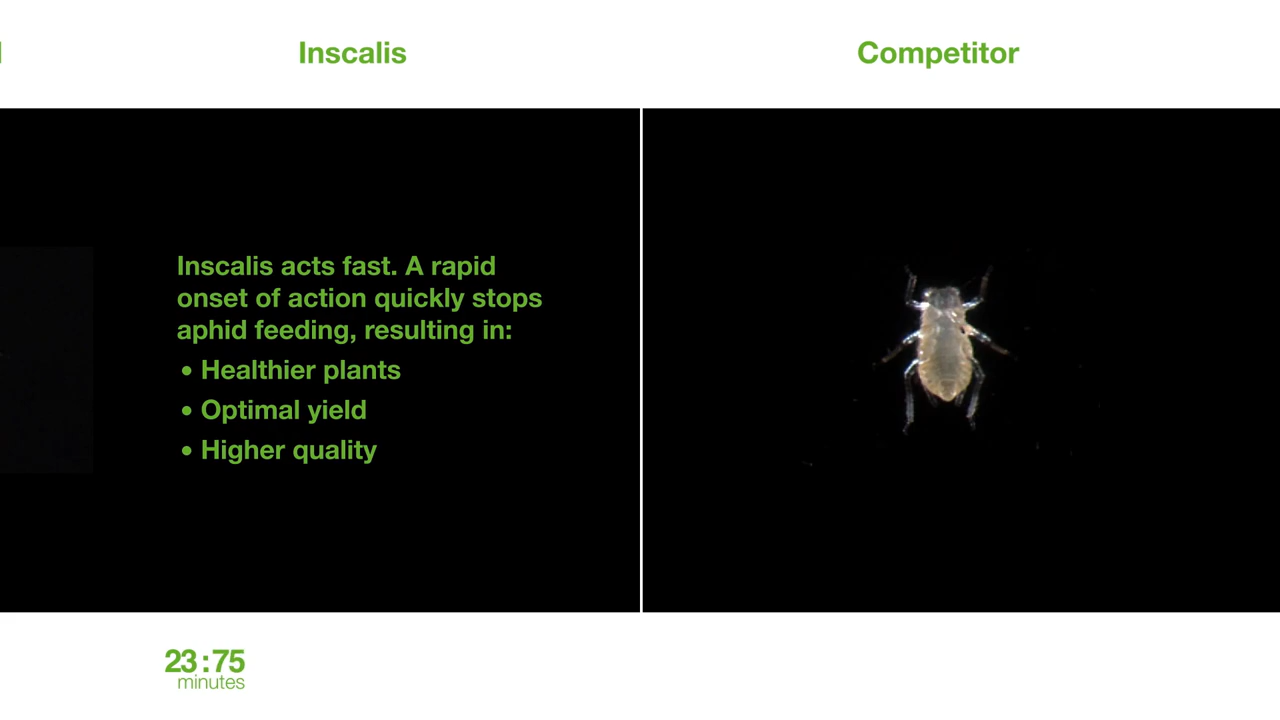 Inscalis
Competitor
Inscalis acts fast. A rapid
onset of action quickly stops
aphid feeding, resulting in:
• Healthier plants
• Optimal yield
• Higher quality
23:75
minutes